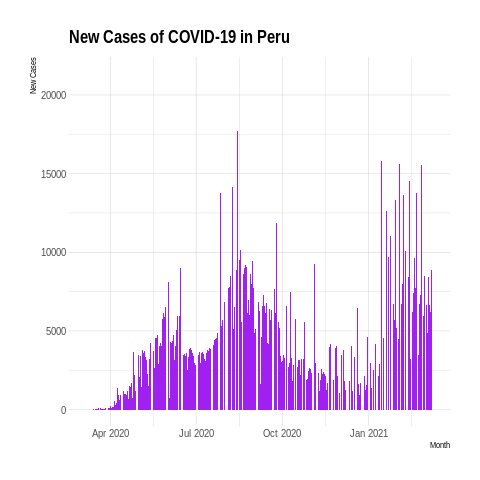 New Cases of COVID-19 in Peru
New Cases
20000
15000
10000
5000
0
Apr 2020 Jul 2020 Oct 2020 Jan 2021
Month